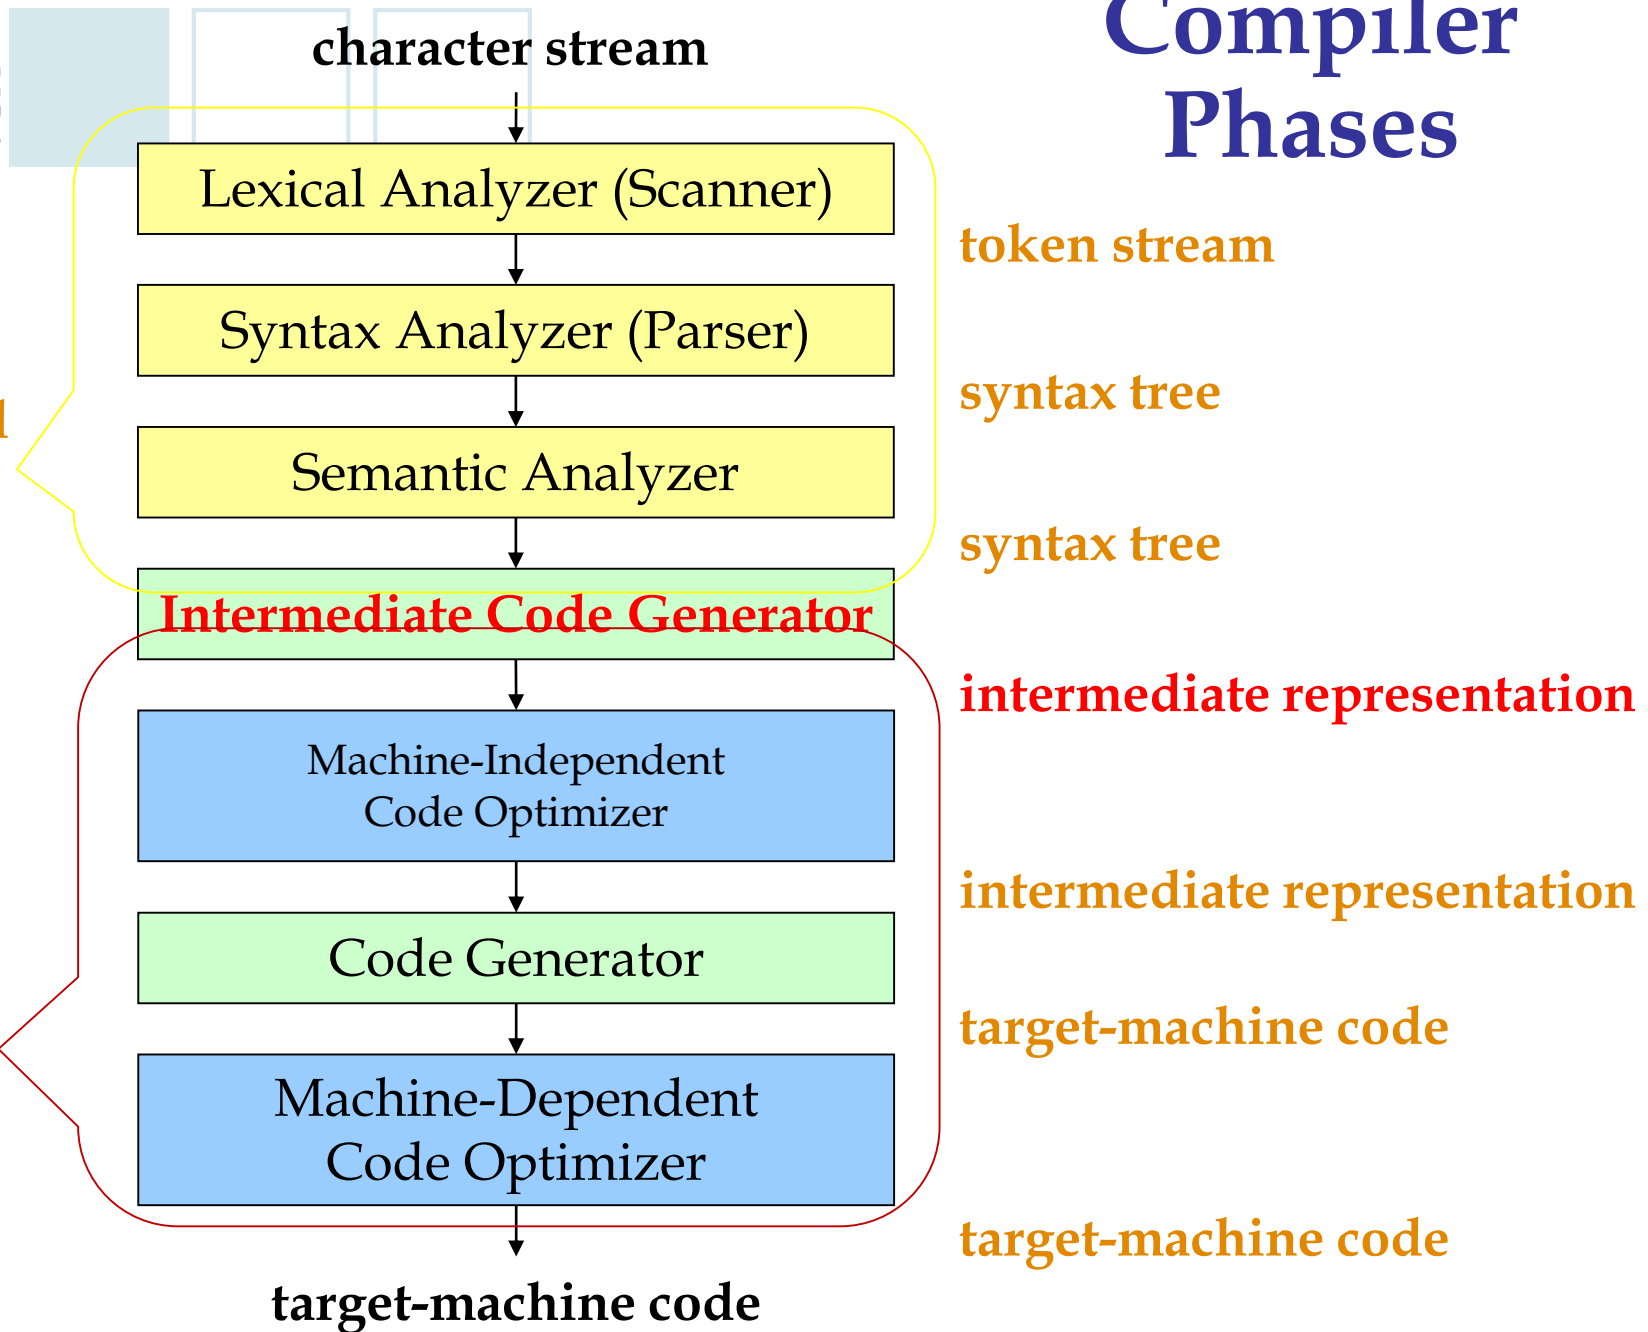 Compiler
Phases
character stream
Lexical Analyzer (Scanner)
token stream
Syntax Analyzer (Parser)
syntax tree
Semantic Analyzer
syntax tree
Intermediate Code Generator
intermediate representation
Machine-Independent
Code Optimizer
intermediate representation
Code Generator
target-machine code
Machine-Dependent
Code Optimizer
target-machine code
target-machine code